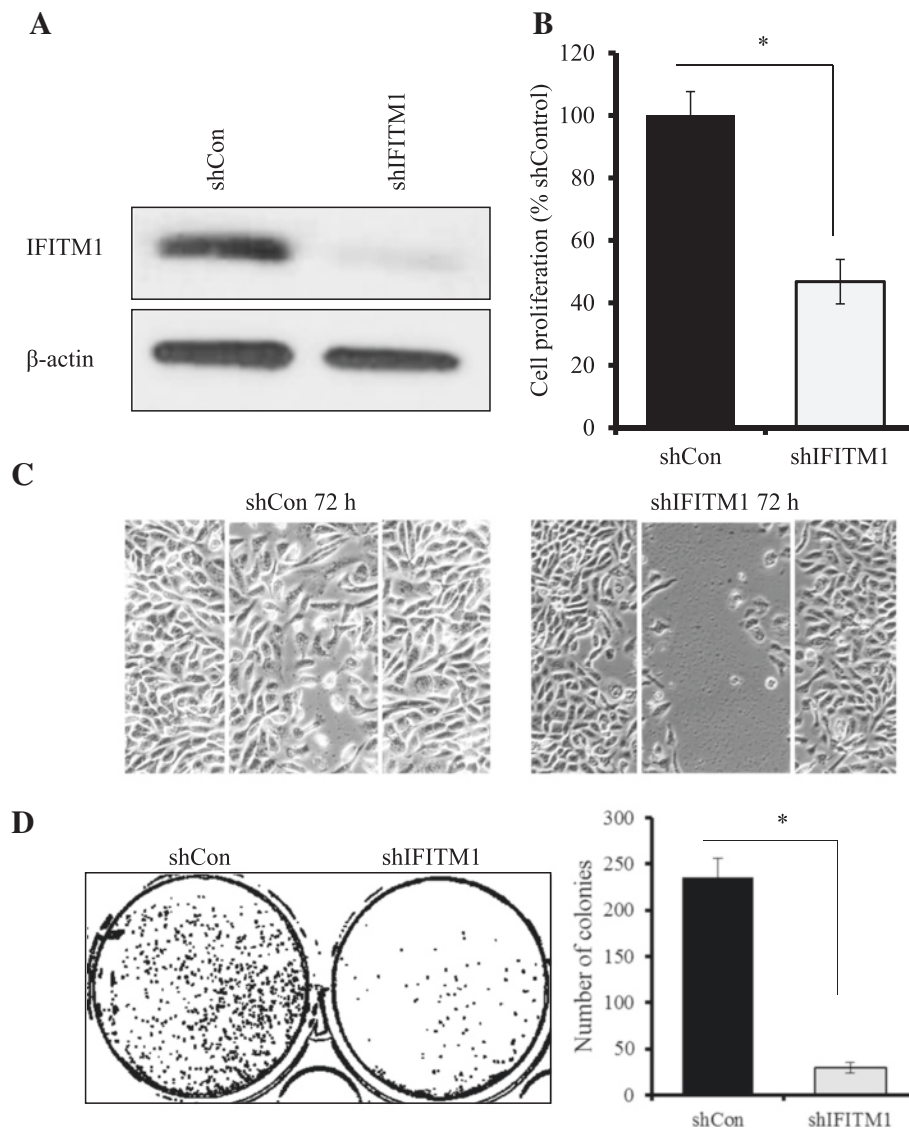 A
shCon
shIFITM1
IFITM1
β-actin
B
*
120
100
80
60
40
20
0
Cell proliferation (% shControl)
shCon
shIFITM1
C
shCon 72 h
shIFITM1 72 h
D
shCon
shIFITM1
*
300
250
200
150
100
50
0
Number of colonies
shCon
shIFITM1